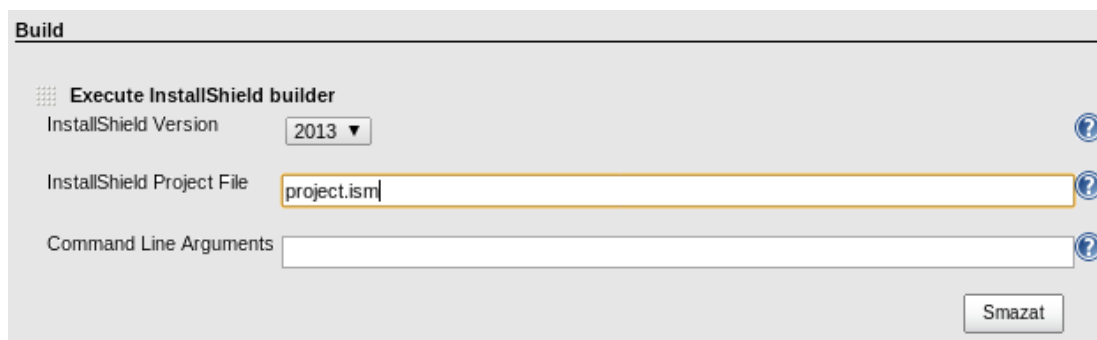 Build
Execute InstallShield builder
InstallShield Version 2013 ▼
InstallShield Project File project.ism
Command Line Arguments
Smazat